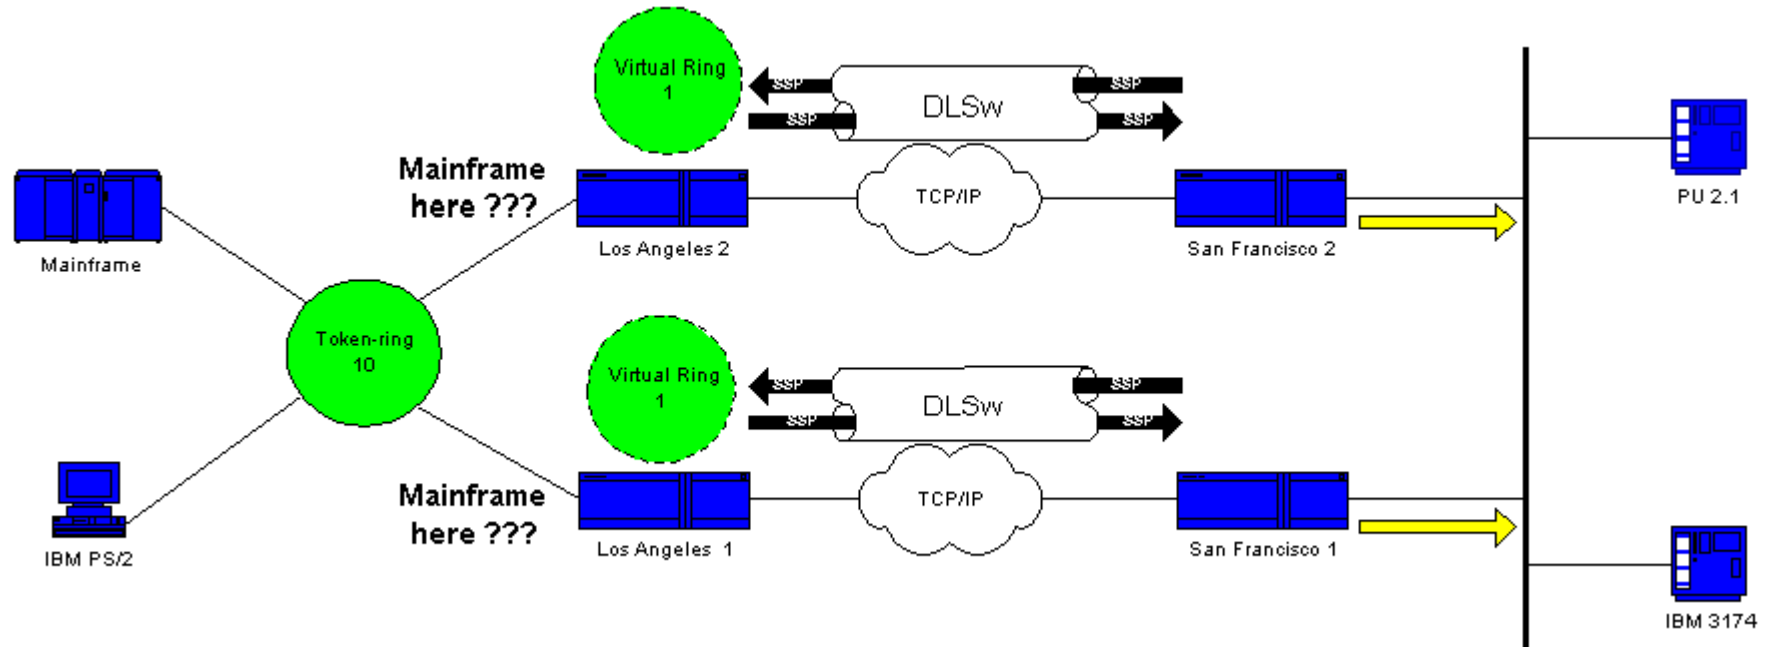 Virtual Ring
1
SSP
SSP
DLSw
SSP
SSP
Mainframe
here ???
TCP/IP
PU 2.1
Los Angeles 2
San Francisco 2
Mainframe
Token-ring
10
Virtual Ring
1
SSP
SSP
DLSw
SSP
SSP
Mainframe
here ???
TCP/IP
IBM PS/2
Los Angeles 1
San Francisco 1
IBM 3174